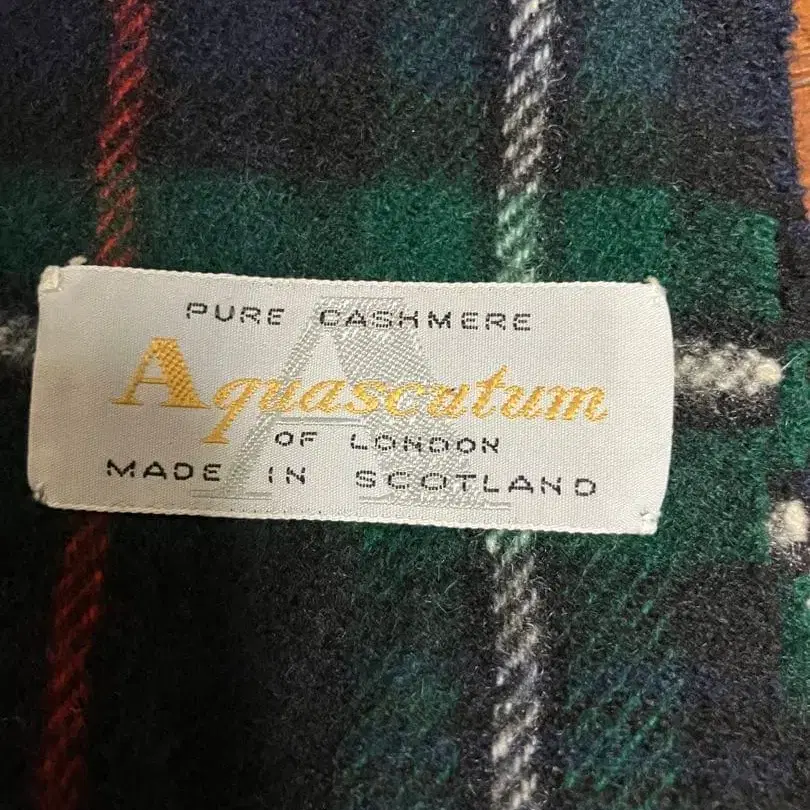 PURE CASHMERE
Aquascutum
OF LONDON
MADE IN SCOTLAND